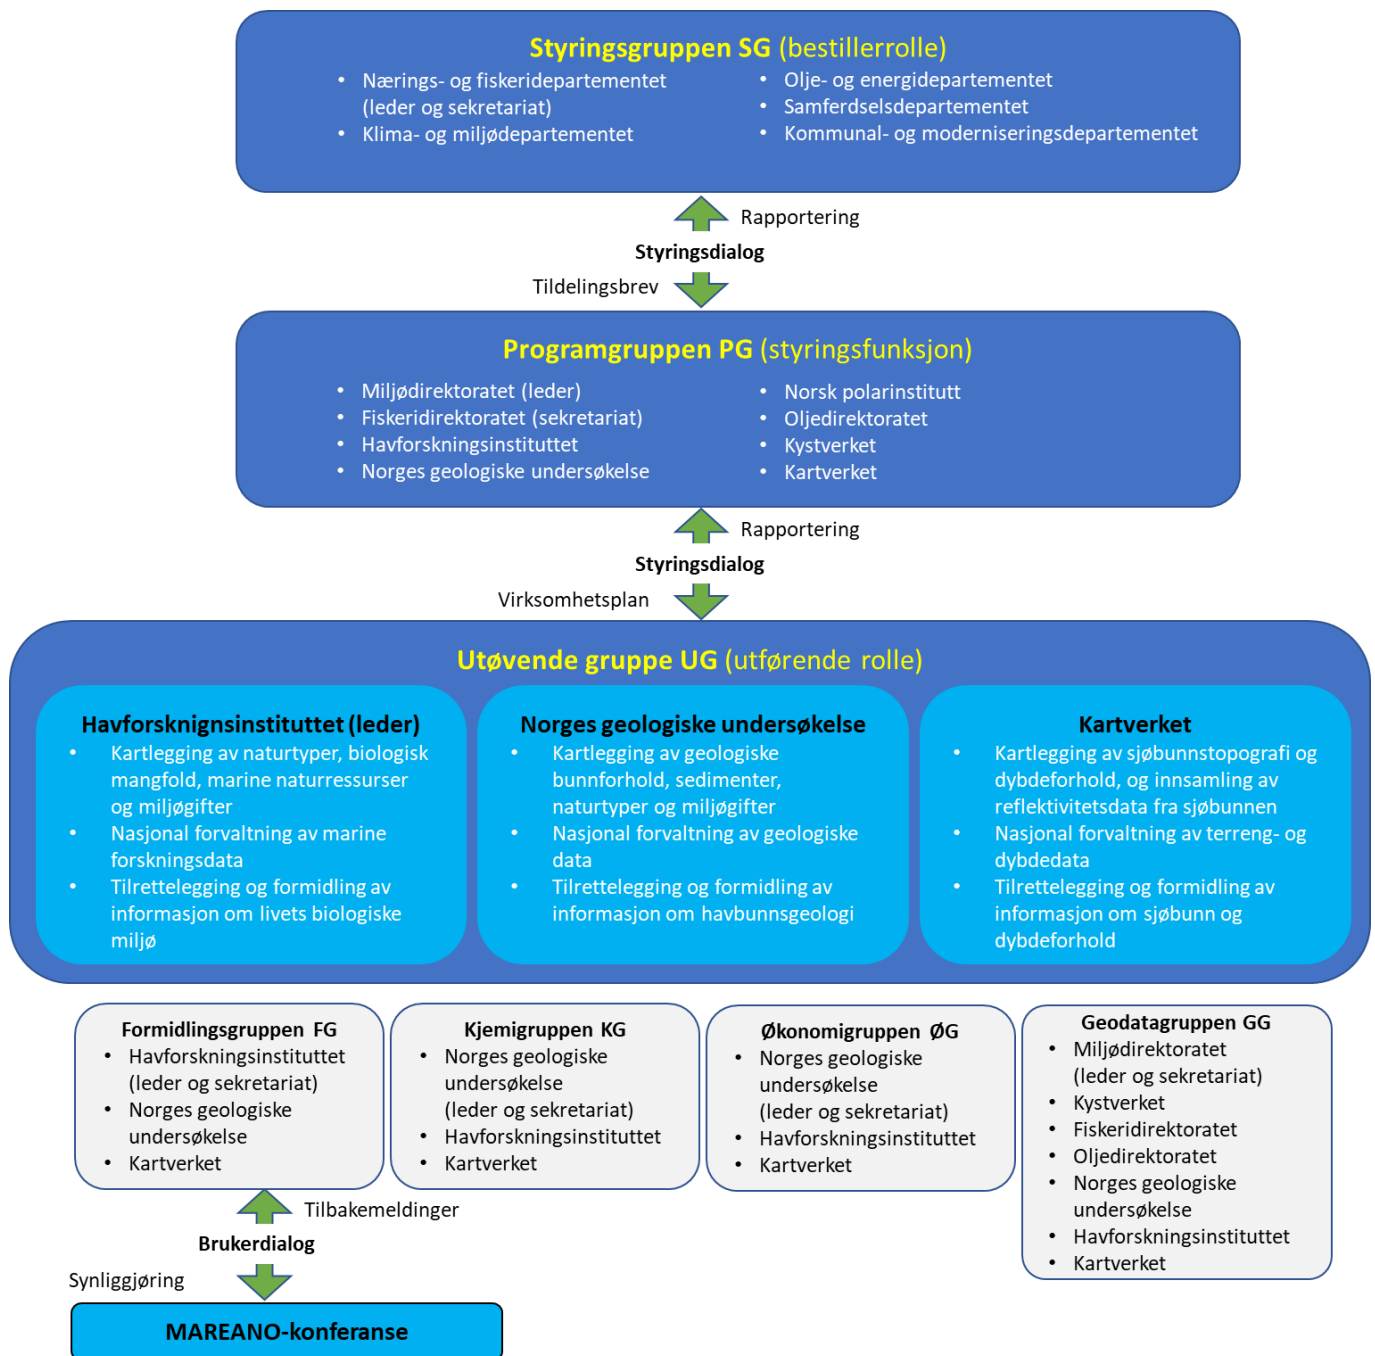 Styringsgruppen SG (bestillerrolle)
• Nærings- og fiskeridepartementet
(leder og sekretariat)
• Klima- og miljødepartementet
• Olje- og energidepartementet
• Samferdselsdepartementet
• Kommunal- og moderniseringsdepartementet
Rapportering
Styringsdialog
Tildelingsbrev
Programgruppen PG (styringsfunksjon)
• Miljødirektoratet (leder)
• Fiskeridirektoratet (sekretariat)
• Havforskningsinstituttet
• Norges geologiske undersøkelse
• Norsk polarinstitutt
• Oljedirektoratet
• Kystverket
• Kartverket
Rapportering
Styringsdialog
Virksomhetsplan
Utøvende gruppe UG (utførende rolle)
Havforsknignsinstituttet (leder)
• Kartlegging av naturtyper, biologisk
mangfold, marine naturressurser
og miljøgifter
• Nasjonal forvaltning av marine
forskningsdata
• Tilrettelegging og formidling av
informasjon om livets biologiske
miljø
Norges geologiske undersøkelse
• Kartlegging av geologiske
bunnforhold, sedimenter,
naturtyper og miljøgifter
• Nasjonal forvaltning av geologiske
data
• Tilrettelegging og formidling av
informasjon om havbunnsgeologi
Kartverket
• Kartlegging av sjøbunnstopografi og
dybdeforhold, og innsamling av
reflektivitetsdata fra sjøbunnen
• Nasjonal forvaltning av terreng- og
dybdedata
• Tilrettelegging og formidling av
informasjon om sjøbunn og
dybdeforhold
Formidlingsgruppen FG
• Havforskningsinstituttet
(leder og sekretariat)
• Norges geologiske
undersøkelse
• Kartverket
Kjemigruppen KG
• Norges geologiske
undersøkelse
(leder og sekretariat)
• Havforskningsinstituttet
• Kartverket
Økonomigruppen ØG
• Norges geologiske
undersøkelse
(leder og sekretariat)
• Havforskningsinstituttet
• Kartverket
Geodatagruppen GG
• Miljødirektoratet
(leder og sekretariat)
• Kystverket
• Fiskeridirektoratet
• Oljedirektoratet
• Norges geologiske
undersøkelse
• Havforskningsinstituttet
• Kartverket
Tilbakemeldinger
Brukerdialog
Synliggjøring
MAREANO-konferanse